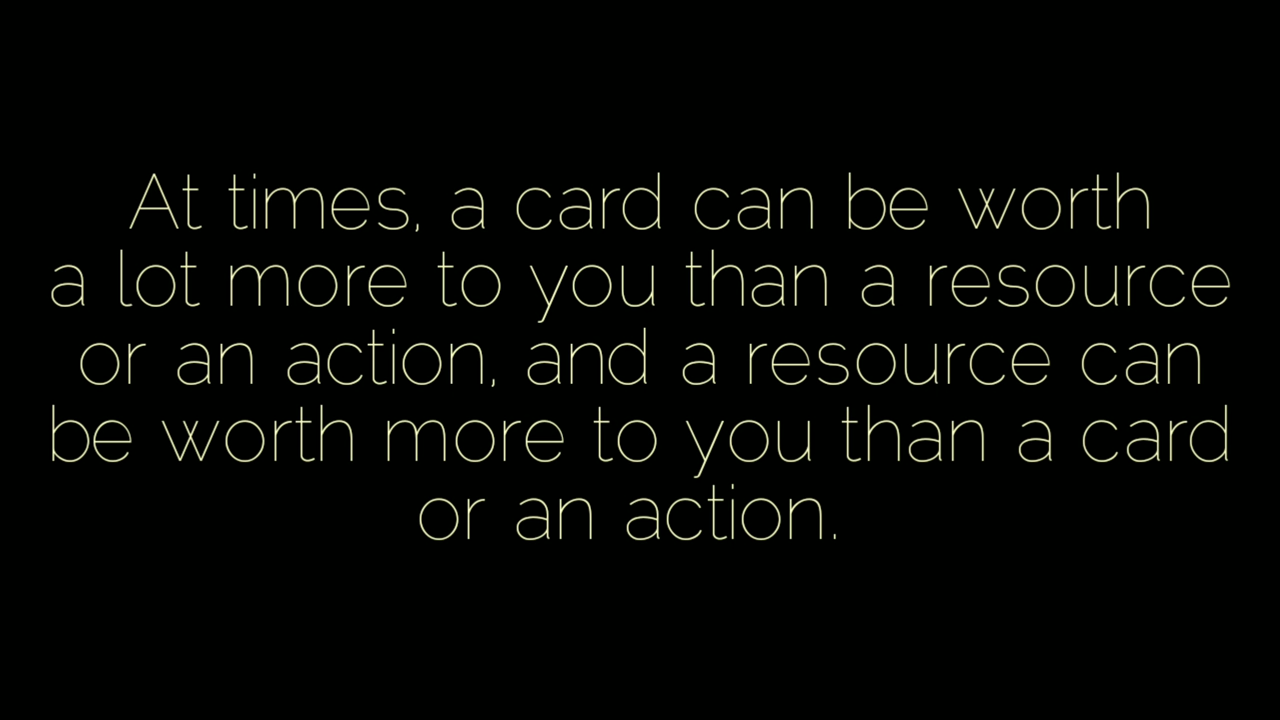 At times, a card can be worth
a lot more to you than a resource
or an action, and a resource can
be worth more to you than a card
or an action.